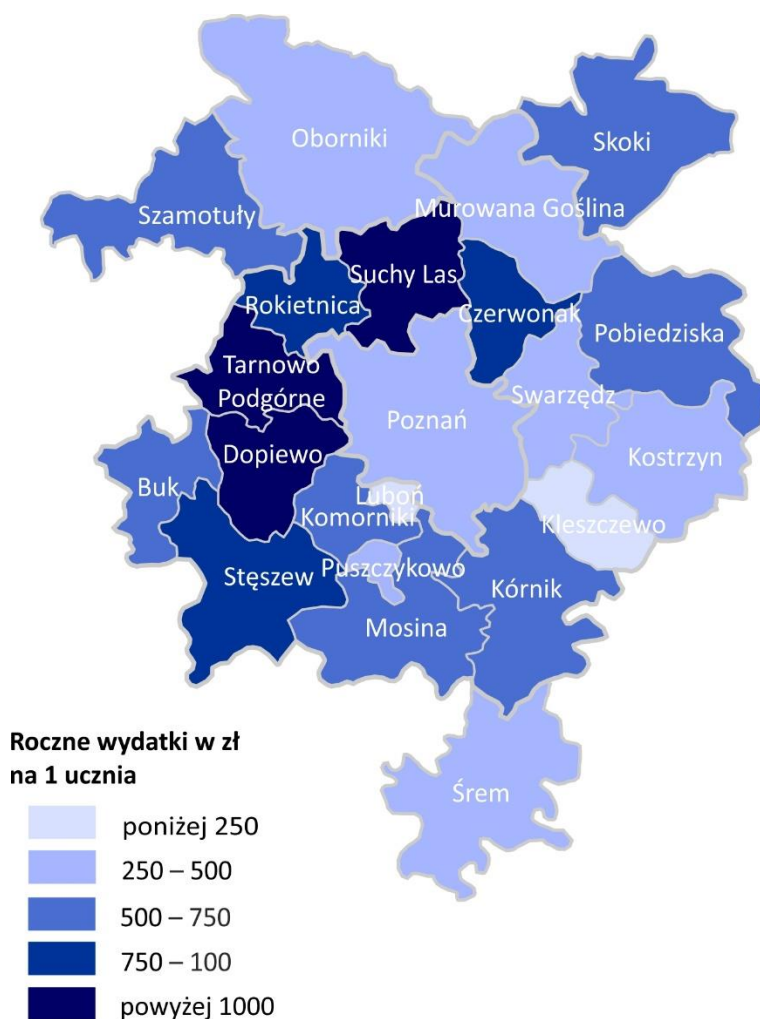 Oborniki
Skoki
Szamotuły
Murowana Goślina
Suchy Las
Rokietnica
Czerwonak
Pobiedziska
Tarnowo
Podgórne
Swarzędz
Poznań
Dopiewo
Kostrzyn
Buk
Luboń
Komorniki
Kleszczewo
Stęszew
Puszczykowo
Kórnik
Mosina
Śrem
Roczne wydatki w zł
na 1 ucznia
poniżej 250
250 – 500
500 – 750
750 – 100
powyżej 1000